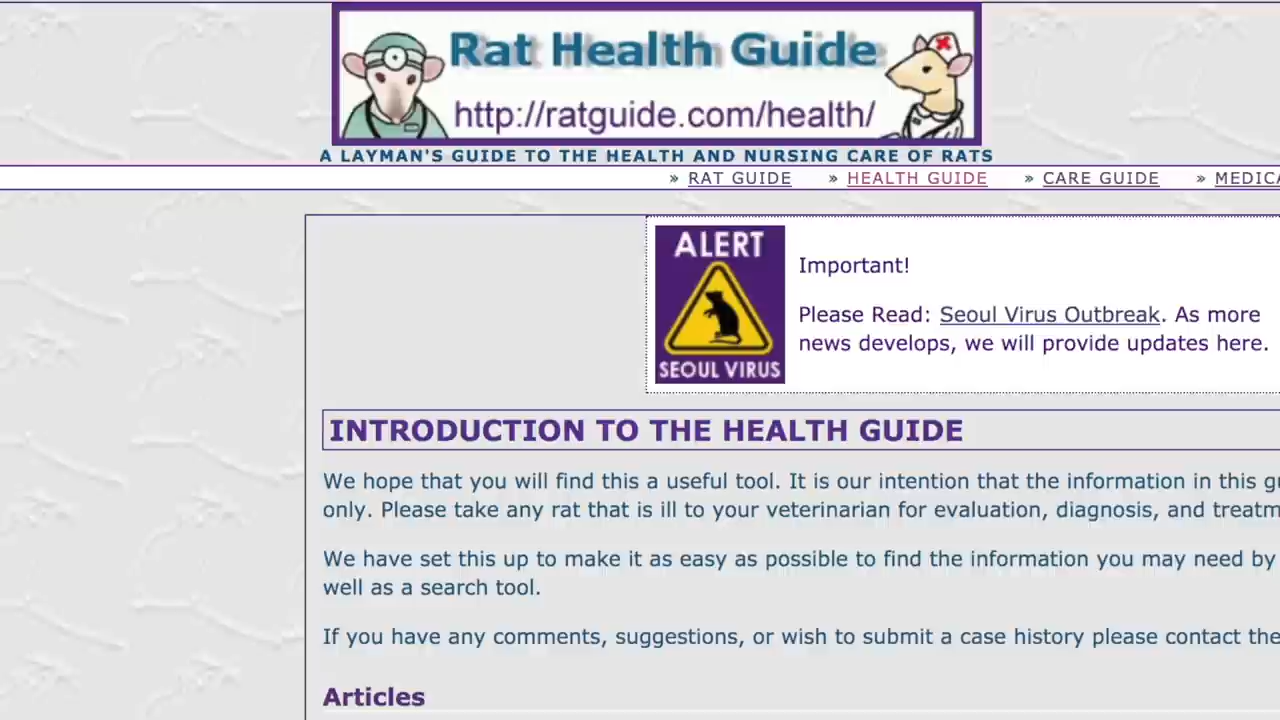 Rat Health Guide
http://ratguide.com/health/
A LAYMAN'S GUIDE TO THE HEALTH AND NURSING CARE OF RATS
» RAT GUIDE » HEALTH GUIDE » CARE GUIDE »
ALERT
SEOUL VIRUS
Important!
Please Read: Seoul Virus Outbreak. As more
news develops, we will provide updates here.
INTRODUCTION TO THE HEALTH GUIDE
We hope that you will find this a useful tool. It is our intention that the information in this
only. Please take any rat that is ill to your veterinarian for evaluation, diagnosis, and
We have set this up to make it as easy as possible to find the information you may need by
well as a search tool.
If you have any comments, suggestions, or wish to submit a case history please contact the
Articles